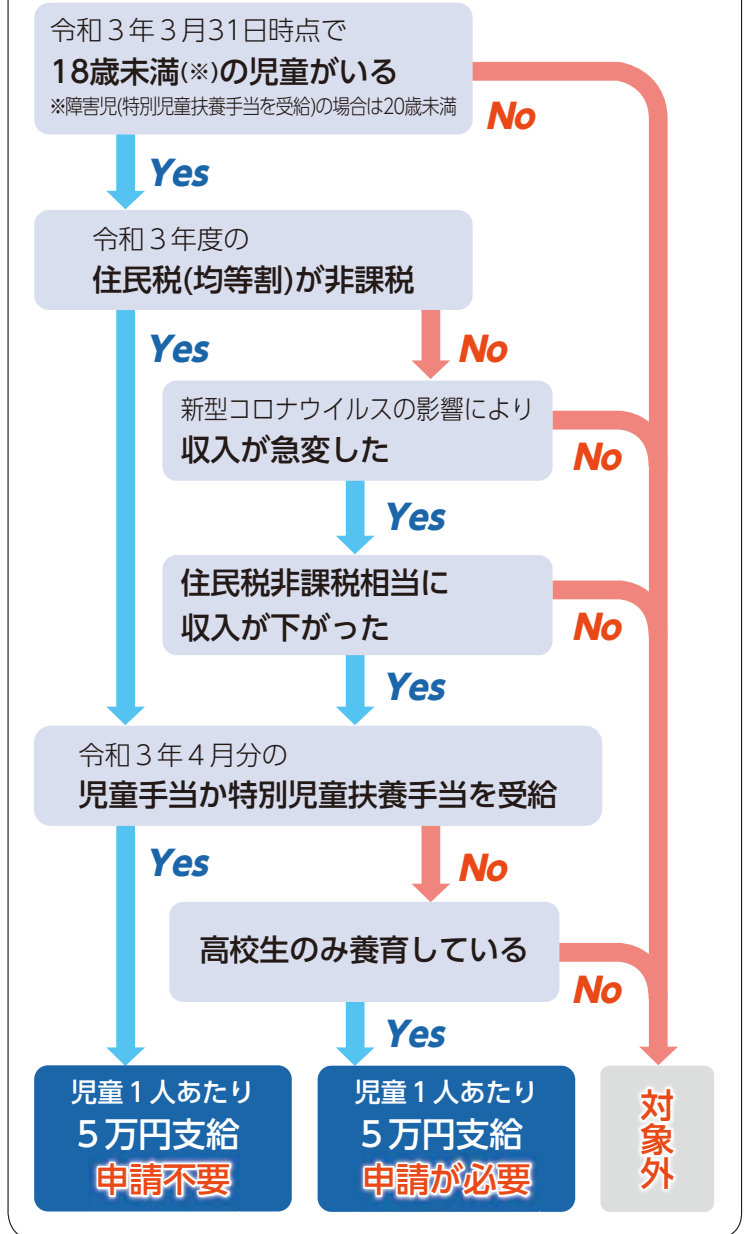 令和３年３月31日時点で
18歳未満(※)の児童がいる
※障害児(特別児童扶養手当を受給)の場合は20歳未満
No
Yes
令和３年度の
住民税(均等割)が非課税
Yes
No
新型コロナウイルスの影響により
収入が急変した
No
Yes
住民税非課税相当に
収入が下がった
No
Yes
令和３年４月分の
児童手当か特別児童扶養手当を受給
Yes
No
高校生のみ養育している
No
Yes
児童１人あたり
５万円支給
申請不要
児童１人あたり
５万円支給
申請が必要
対象外